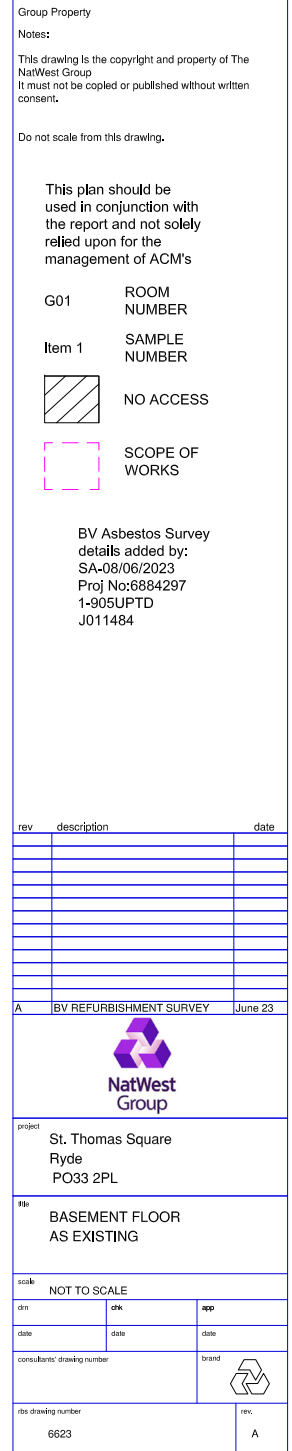 Group Property
Notes:
This drawing is the copyright and property of The
NatWest Group
It must not be copied or published without written
consent.
Do not scale from this drawing.
This plan should be
used in conjunction with
the report and not solely
relied upon for the
management of ACM's
G01 ROOM
NUMBER
Item 1 SAMPLE
NUMBER
NO ACCESS
SCOPE OF
WORKS
BV Asbestos Survey
details added by:
SA-08/06/2023
Proj No:6884297
1-905UPTD
J011484
rev description date
A BV REFURBISHMENT SURVEY June 23
NatWest
Group
project
St. Thomas Square
Ryde
PO33 2PL
title
BASEMENT FLOOR
AS EXISTING
scale
NOT TO SCALE
drn chk app
date date date
consultants' drawing number brand
rbs drawing number rev.
6623 A